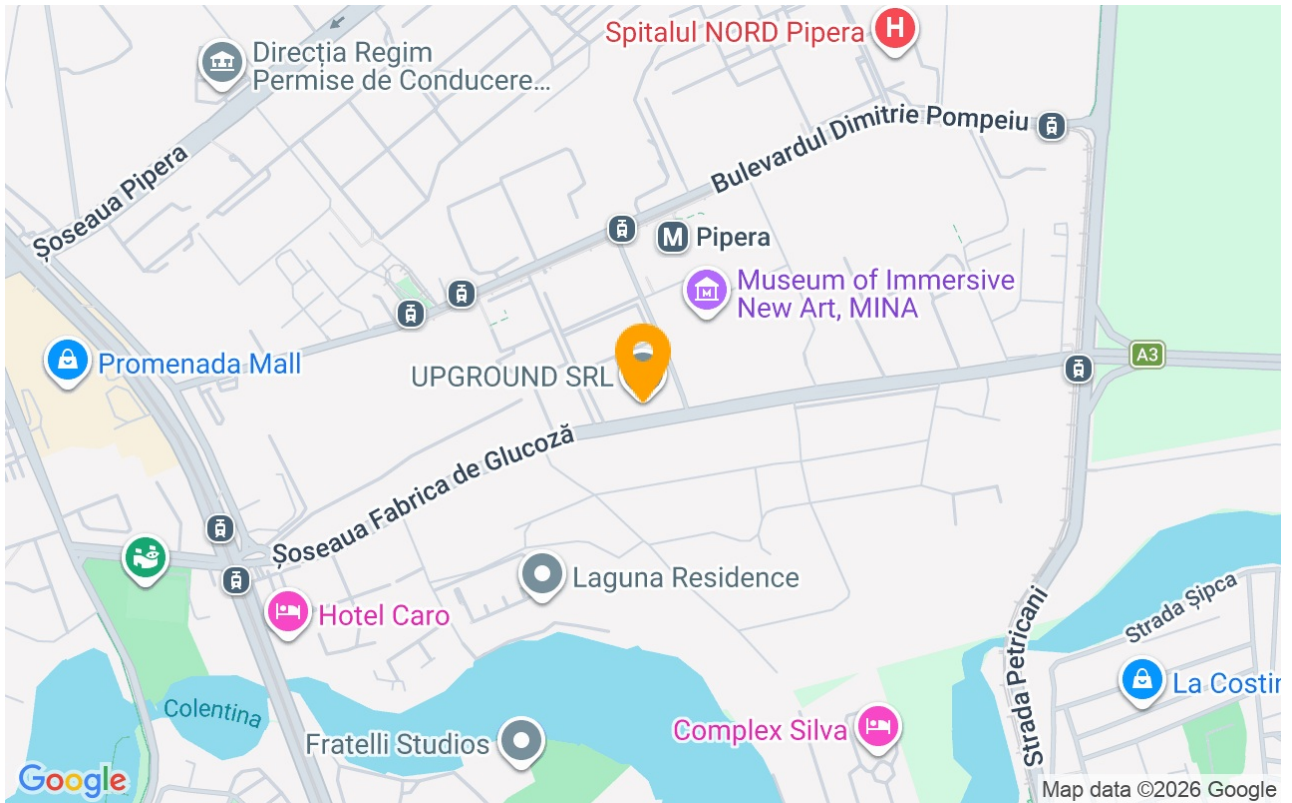 Spitalul NORD Pipera
H
Direcția Regim
Permise de Conducere...
Bulevardul Dimitrie Pompeiu
Șoseaua Pipera
M Pipera
Museum of Immersive
New Art, MINA
A3
Promenada Mall
UPGROUND SRL
Șoseaua Fabrica de Glucoză
Laguna Residence
Hotel Caro
Strada Șipca
Strada Petricani
La Costin
Colentina
Complex Silva
Fratelli Studios
Google
Map data ©2026 Google